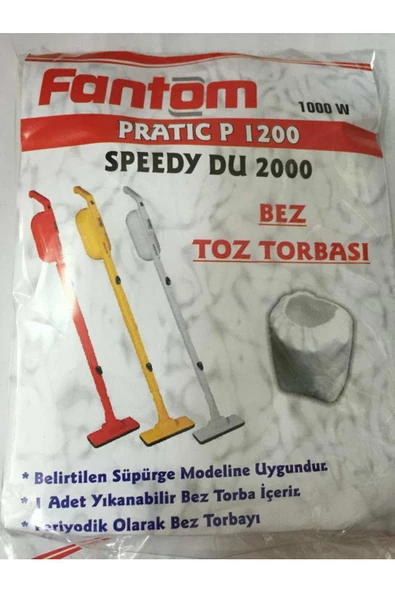 Fantom
1000 W
PRATIC P 1200
SPEEDY DU 2000
BEZ
TOZ TORBASI
* Belirtilen Süpürge Modeline Uygundur.
* 1 Adet Yıkanabilir Bez Torba İçerir.
* Periyodik Olarak Bez Torbayı